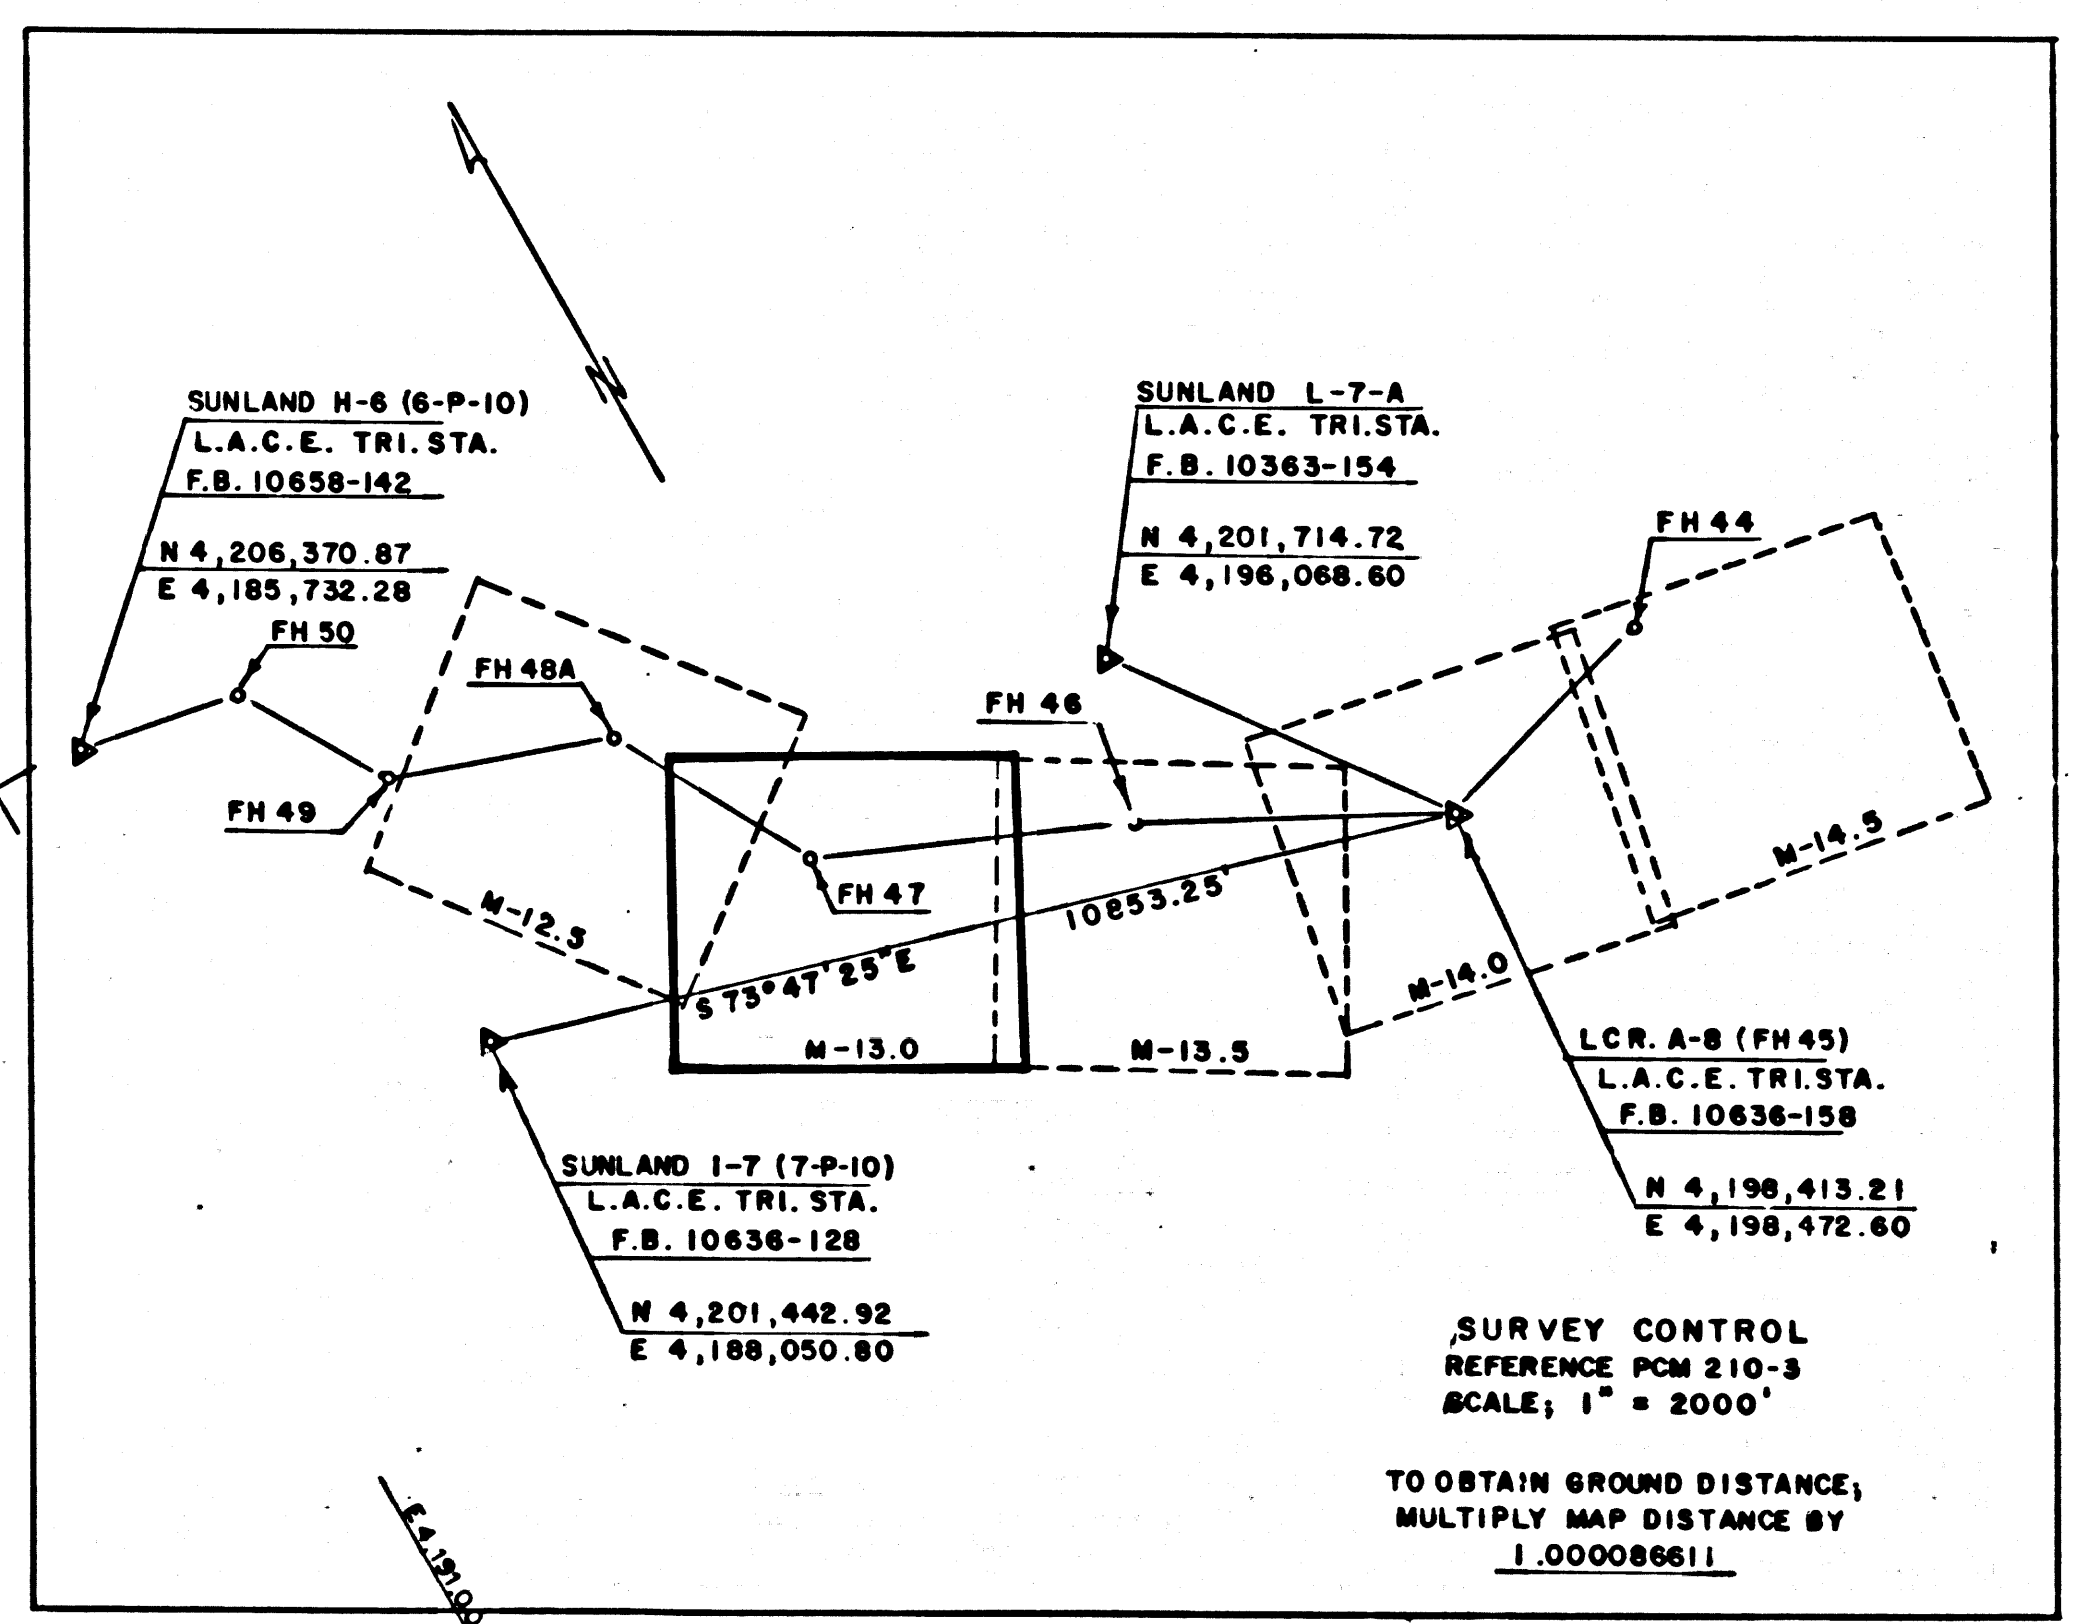 SUNLAND H-6 (6-P-10)
L.A.C.E. TRI.STA.
F.B. 10658-142
N 4,206,370.87
E 4,185,732.28
FH 50
FH 48A
FH 49
SUNLAND L-7-A
L.A.C.E. TRI.STA.
F.B. 10363-154
N 4,201,714.72
E 4,196,068.60
FH 44
FH 46
FH 47
M-12.5
S 73° 47' 25" E
10853.25'
M-13.0
M-13.5
M-14.0
M-14.5
LCR. A-8 (FH 45)
L.A.C.E. TRI.STA.
F.B. 10636-158
N 4,198,413.21
E 4,198,472.60
SUNLAND I-7 (7-P-10)
L.A.C.E. TRI. STA.
F.B. 10636-128
N 4,201,442.92
E 4,188,050.80
SURVEY CONTROL
REFERENCE PCM 210-3
SCALE; 1" = 2000'
TO OBTAIN GROUND DISTANCE;
MULTIPLY MAP DISTANCE BY
1.000086611
E 4,191,00
N